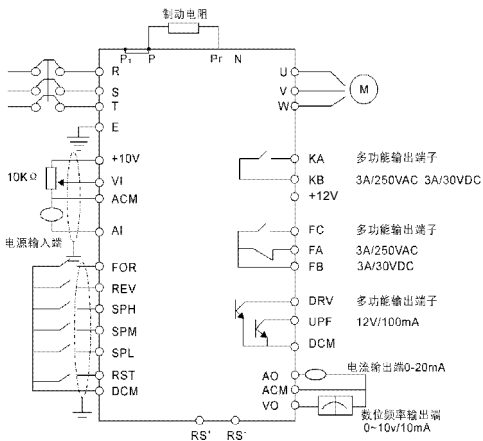 制动电阻
P₁ P Pr N
R
S
T
E
+10V
10KΩ
VI
ACM
AI
电源输入端
FOR
REV
SPH
SPM
SPL
RST
DCM
RS⁺ RS⁻
U
V
W
M
KA 多功能输出端子
KB 3A/250VAC 3A/30VDC
+12V
FC 多功能输出端子
FA 3A/250VAC
FB 3A/30VDC
DRV 多功能输出端子
UPF 12V/100mA
DCM
电流输出端0-20mA
AO
ACM
VO
数位频率输出端
0~10v/10mA